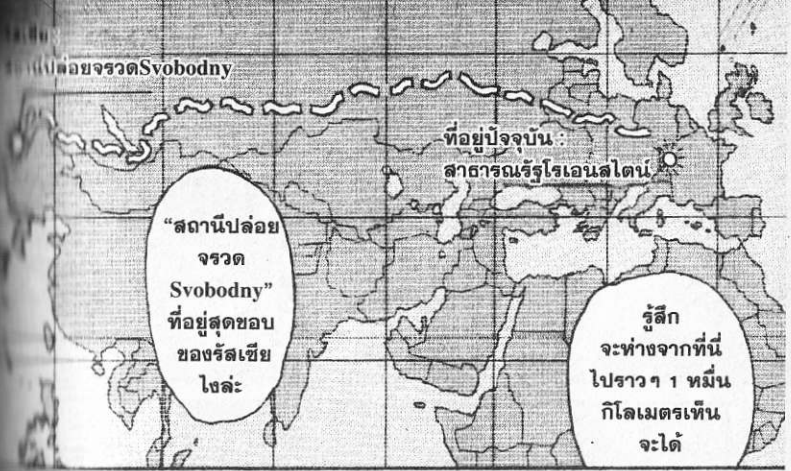 สถานีปล่อยจรวดSvobodny
ที่อยู่ปัจจุบัน :
สาธารณรัฐโรเอนสไตน์
“สถานีปล่อย
จรวด
Svobodny”
ที่อยู่สุดขอบ
ของรัสเซีย
ไงล่ะ
รู้สึก
จะห่างจากที่นี่
ไปราวๆ 1 หมื่น
กิโลเมตรเห็น
จะได้